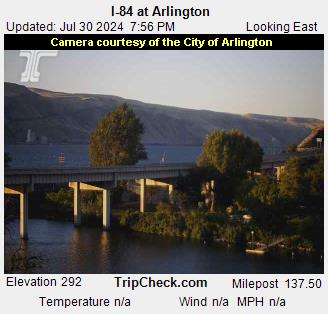 I-84 at Arlington
Updated: Jul 30 2024 7:56 PM Looking East
Camera courtesy of the City of Arlington
Elevation 292 TripCheck.com Milepost 137.50
Temperature n/a Wind n/a MPH n/a